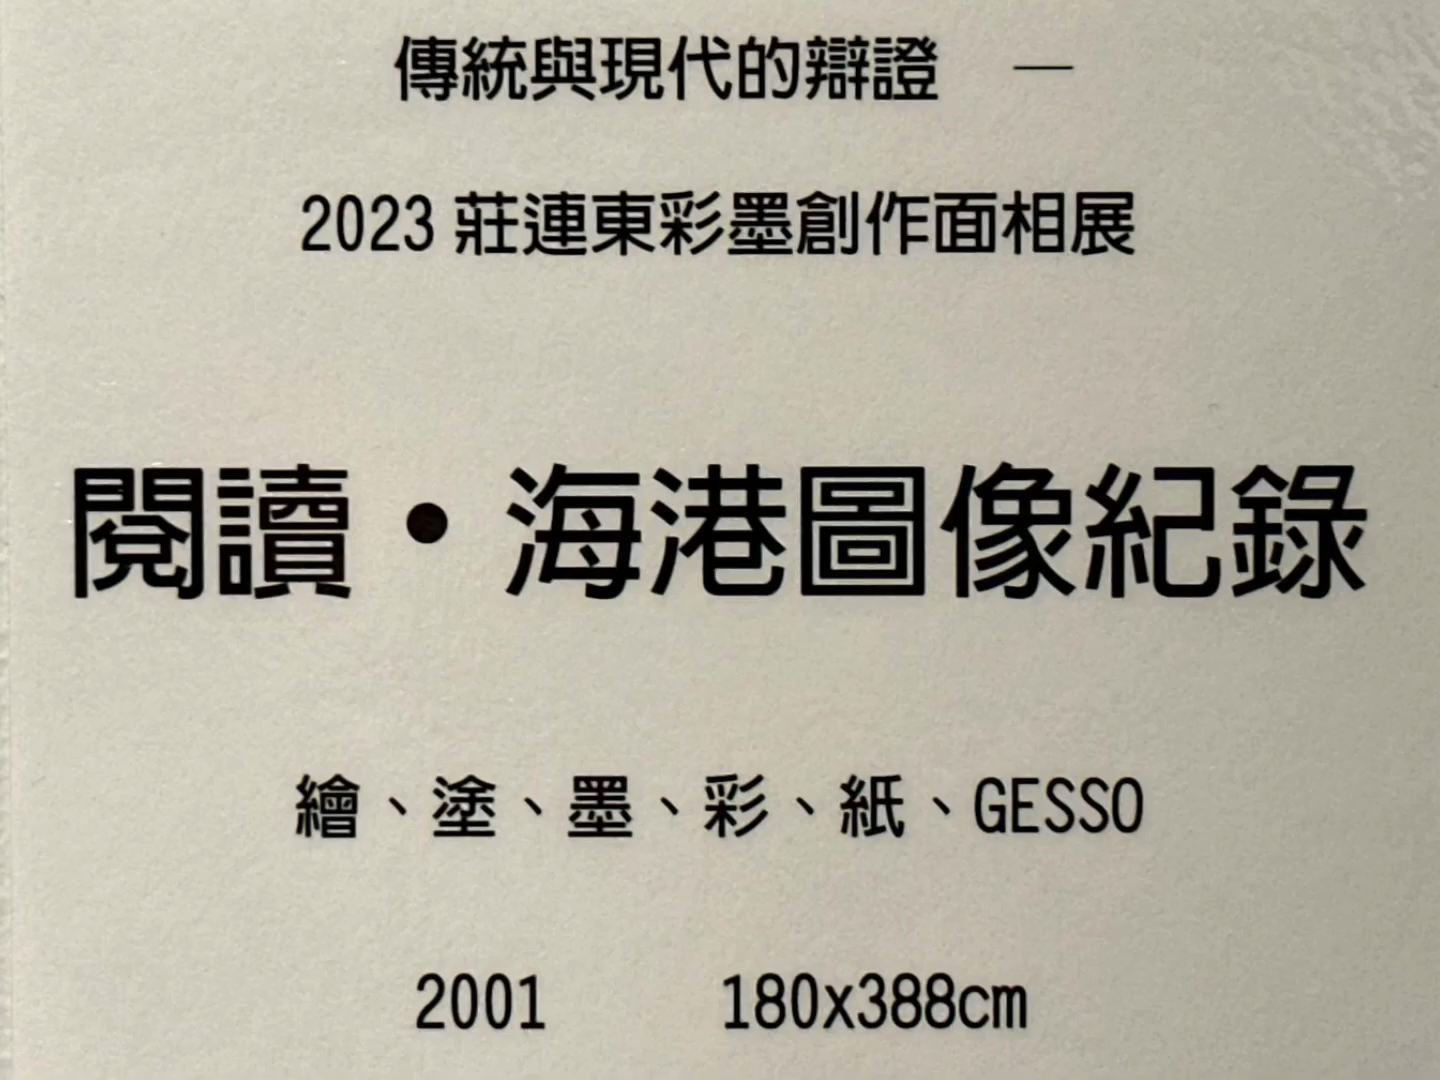 傳統與現代的辯證 —
2023 莊連東彩墨創作面相展
閱讀・海港圖像紀錄
繪、塗、墨、彩、紙、GESSO
2001 180x388cm